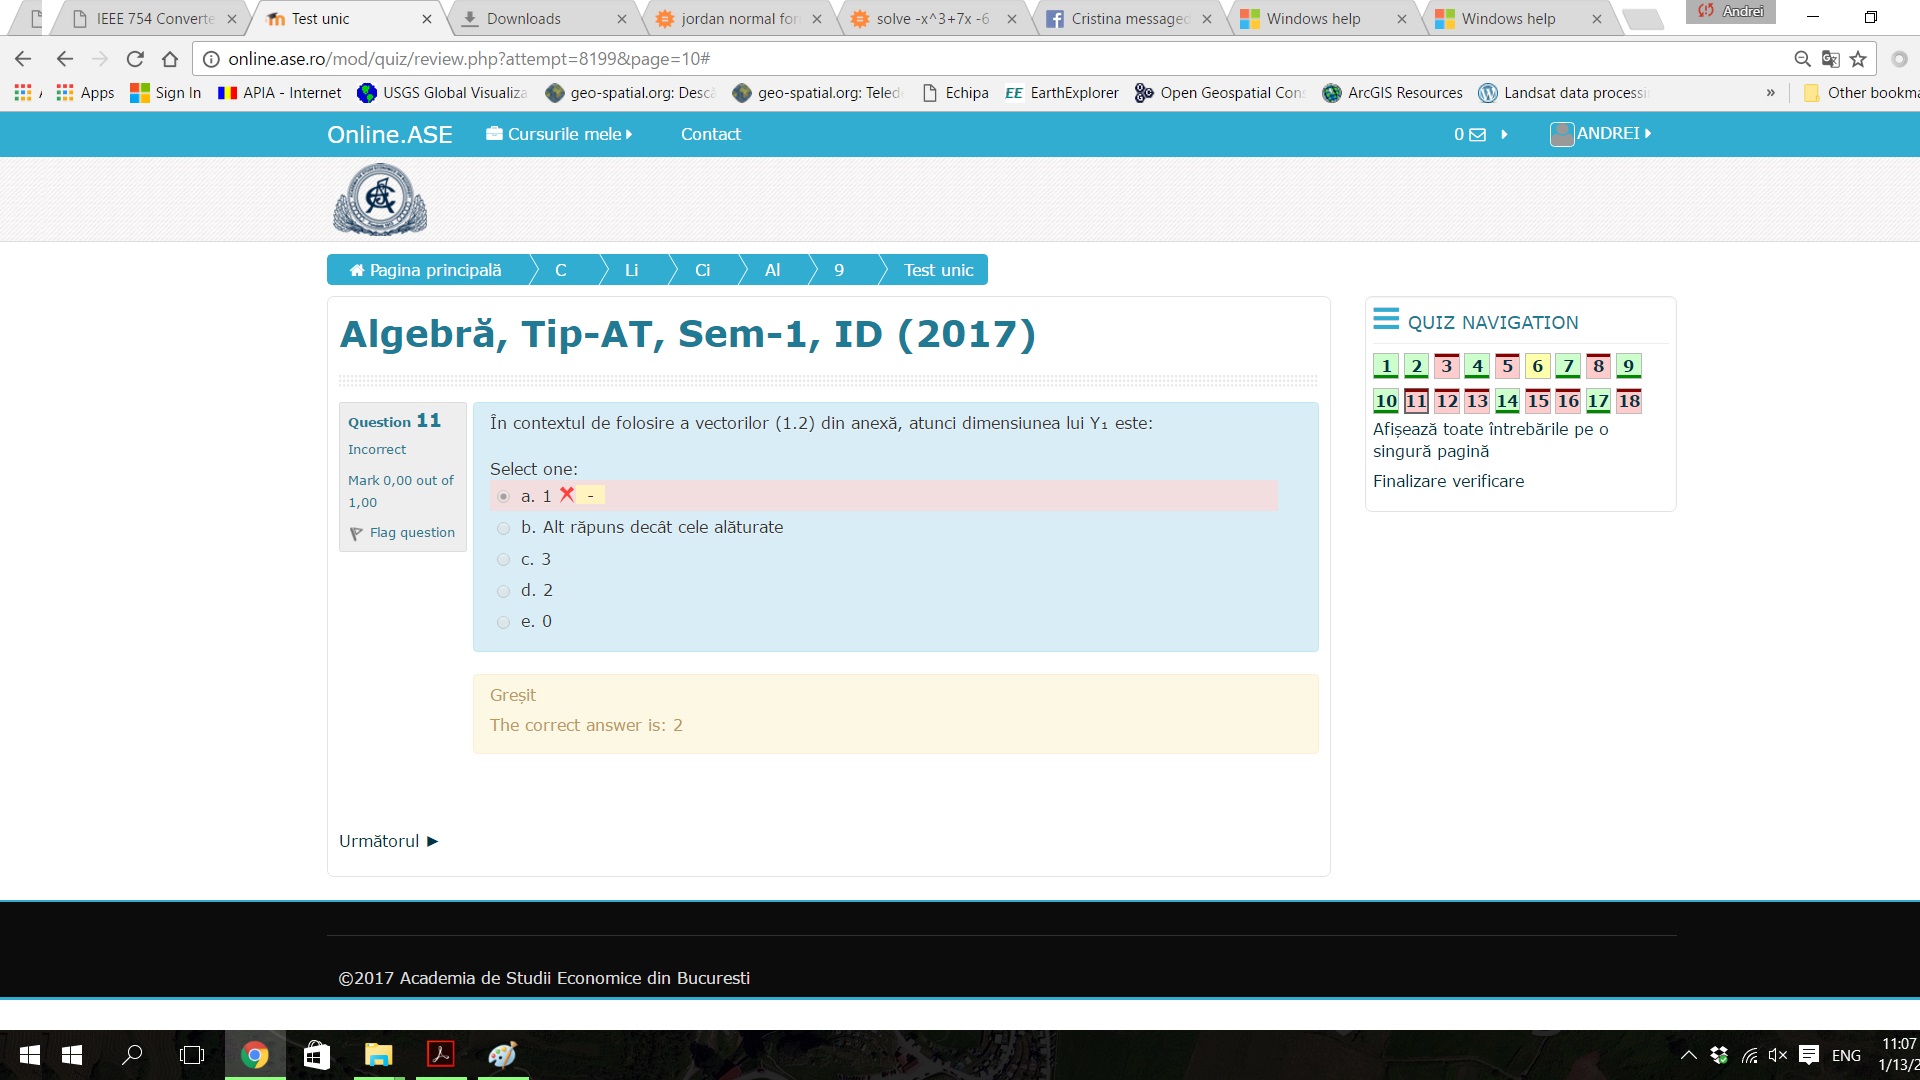 IEEE 754 Converte
Test unic
Downloads
jordan normal for
solve -x^3+7x -6
Cristina messaged
Windows help
Windows help
Andrei
online.ase.ro/mod/quiz/review.php?attempt=8199&page=10#
Apps
Sign In
APIA - Internet
USGS Global Visualiza
geo-spatial.org: Descă
geo-spatial.org: Telede
Echipa
EE EarthExplorer
Open Geospatial Con
ArcGIS Resources
Landsat data processi
»
Other bookma
Online.ASE
Cursurile mele
Contact
0
ANDREI
Pagina principală
C
Li
Ci
Al
9
Test unic
Algebră, Tip-AT, Sem-1, ID (2017)
Question 11
Incorrect
Mark 0,00 out of
1,00
Flag question
În contextul de folosire a vectorilor (1.2) din anexă, atunci dimensiunea lui Y₁ este:
Select one:
a. 1 -
b. Alt răpuns decât cele alăturate
c. 3
d. 2
e. 0
Greșit
The correct answer is: 2
Următorul ►
QUIZ NAVIGATION
1 2 3 4 5 6 7 8 9
10 11 12 13 14 15 16 17 18
Afișează toate întrebările pe o
singură pagină
Finalizare verificare
©2017 Academia de Studii Economice din Bucuresti
ENG
11:07
1/13/2